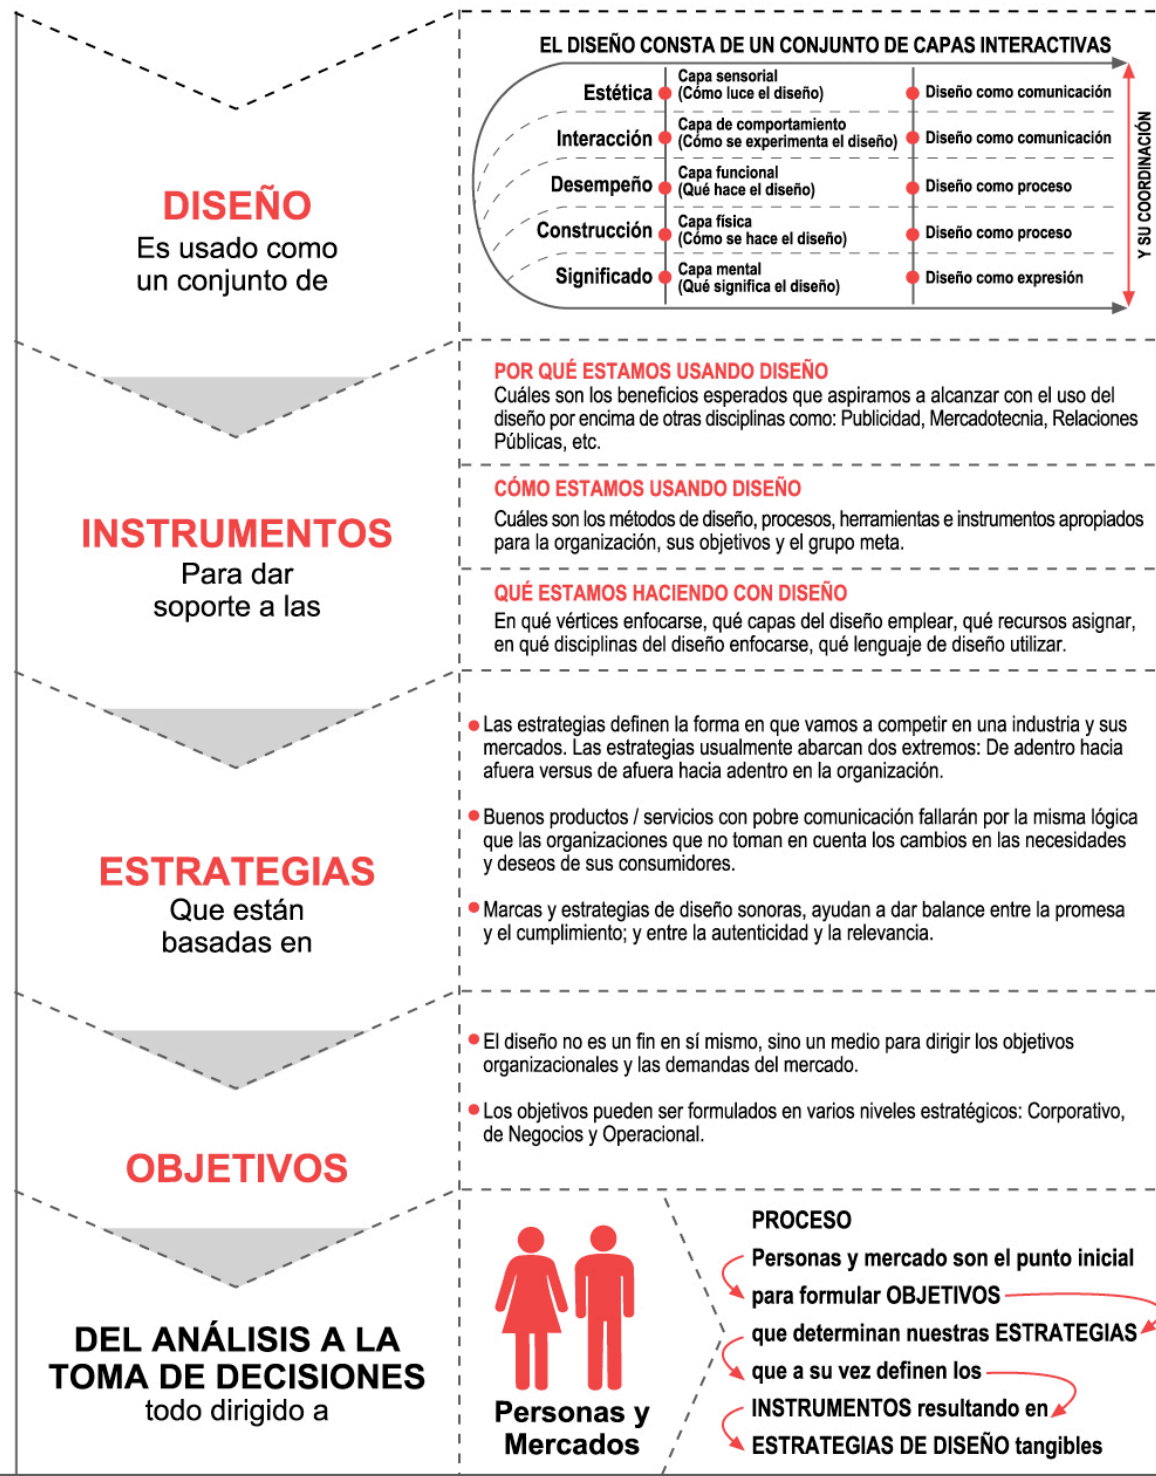 EL DISEÑO CONSTA DE UN CONJUNTO DE CAPAS INTERACTIVAS
Estética
Capa sensorial
(Cómo luce el diseño)
Diseño como comunicación
Interacción
Capa de comportamiento
(Cómo se experimenta el diseño)
Diseño como comunicación
Desempeño
Capa funcional
(Qué hace el diseño)
Diseño como proceso
Construcción
Capa física
(Cómo se hace el diseño)
Diseño como proceso
Significado
Capa mental
(Qué significa el diseño)
Diseño como expresión
Y SU COORDINACIÓN
DISEÑO
Es usado como
un conjunto de
POR QUÉ ESTAMOS USANDO DISEÑO
Cuáles son los beneficios esperados que aspiramos a alcanzar con el uso del
diseño por encima de otras disciplinas como: Publicidad, Mercadotecnia, Relaciones
Públicas, etc.
CÓMO ESTAMOS USANDO DISEÑO
Cuáles son los métodos de diseño, procesos, herramientas e instrumentos apropiados
para la organización, sus objetivos y el grupo meta.
QUÉ ESTAMOS HACIENDO CON DISEÑO
En qué vértices enfocarse, qué capas del diseño emplear, qué recursos asignar,
en qué disciplinas del diseño enfocarse, qué lenguaje de diseño utilizar.
INSTRUMENTOS
Para dar
soporte a las
Las estrategias definen la forma en que vamos a competir en una industria y sus
mercados. Las estrategias usualmente abarcan dos extremos: De adentro hacia
afuera versus de afuera hacia adentro en la organización.
Buenos productos / servicios con pobre comunicación fallarán por la misma lógica
que las organizaciones que no toman en cuenta los cambios en las necesidades
y deseos de sus consumidores.
Marcas y estrategias de diseño sonoras, ayudan a dar balance entre la promesa
y el cumplimiento; y entre la autenticidad y la relevancia.
ESTRATEGIAS
Que están
basadas en
El diseño no es un fin en sí mismo, sino un medio para dirigir los objetivos
organizacionales y las demandas del mercado.
Los objetivos pueden ser formulados en varios niveles estratégicos: Corporativo,
de Negocios y Operacional.
OBJETIVOS
DEL ANÁLISIS A LA
TOMA DE DECISIONES
todo dirigido a
Personas y
Mercados
PROCESO
Personas y mercado son el punto inicial
para formular OBJETIVOS
que determinan nuestras ESTRATEGIAS
que a su vez definen los
INSTRUMENTOS resultando en
ESTRATEGIAS DE DISEÑO tangibles